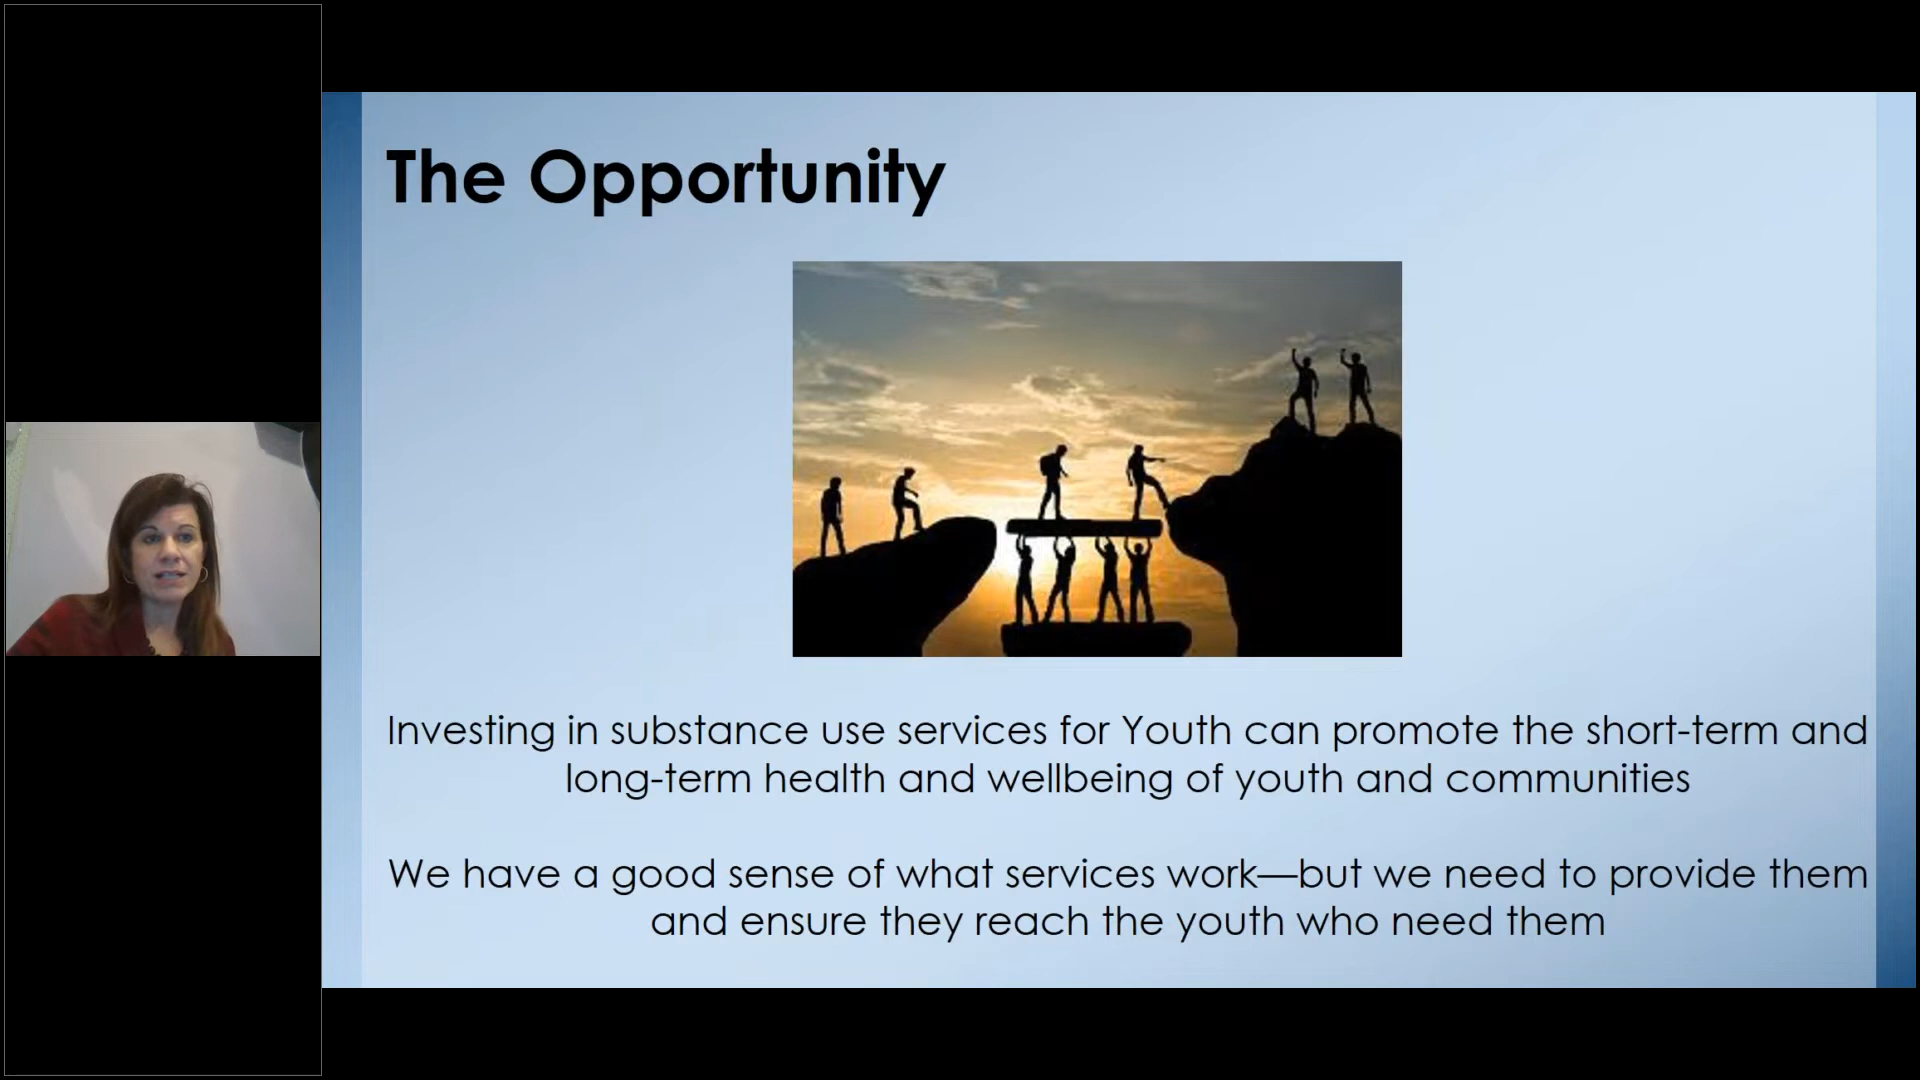 The Opportunity
Investing in substance use services for Youth can promote the short-term and
long-term health and wellbeing of youth and communities
We have a good sense of what services work—but we need to provide them
and ensure they reach the youth who need them